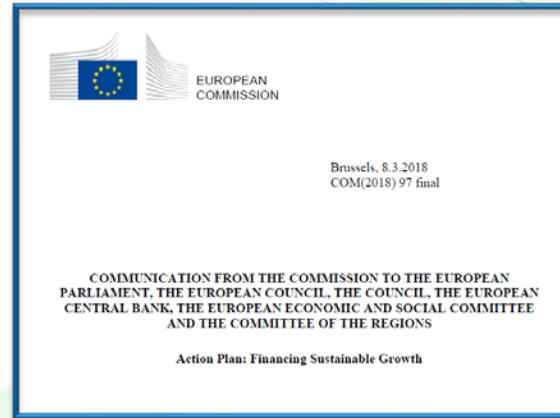 EUROPEAN
COMMISSION
Brussels, 8.3.2018
COM(2018) 97 final
COMMUNICATION FROM THE COMMISSION TO THE EUROPEAN
PARLIAMENT, THE EUROPEAN COUNCIL, THE COUNCIL, THE EUROPEAN
CENTRAL BANK, THE EUROPEAN ECONOMIC AND SOCIAL COMMITTEE
AND THE COMMITTEE OF THE REGIONS
Action Plan: Financing Sustainable Growth